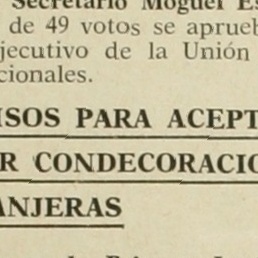 Secretario Moguel Es
de 49 votos se aprueb
jecutivo de la Unión
cionales.
ISOS PARA ACEPT
R CONDECORACIO
ANJERAS